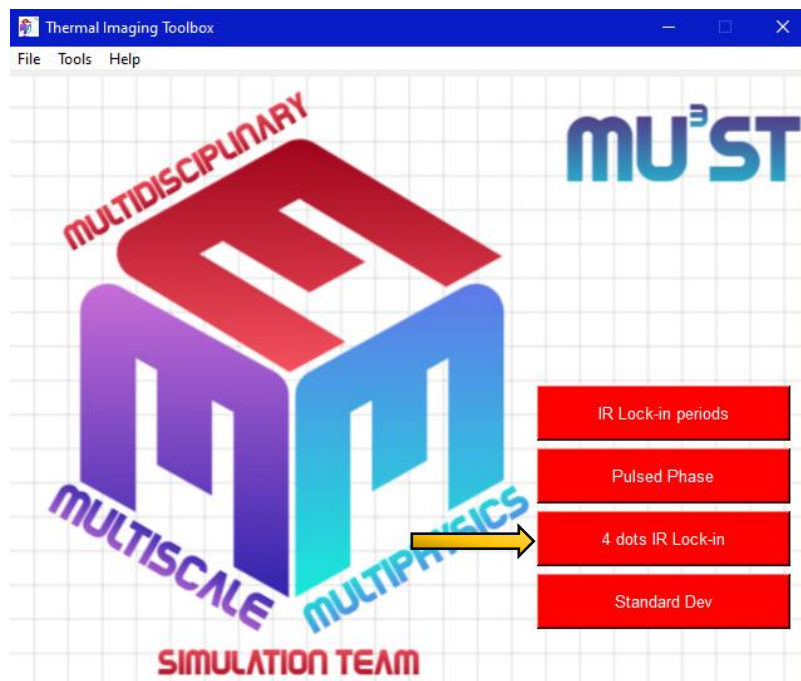 Thermal Imaging Toolbox
File Tools Help
MULTIDISCIPLINARY
MU³ST
IR Lock-in periods
Pulsed Phase
4 dots IR Lock-in
Standard Dev
MULTISCALE
MULTIPHYSICS
SIMULATION TEAM